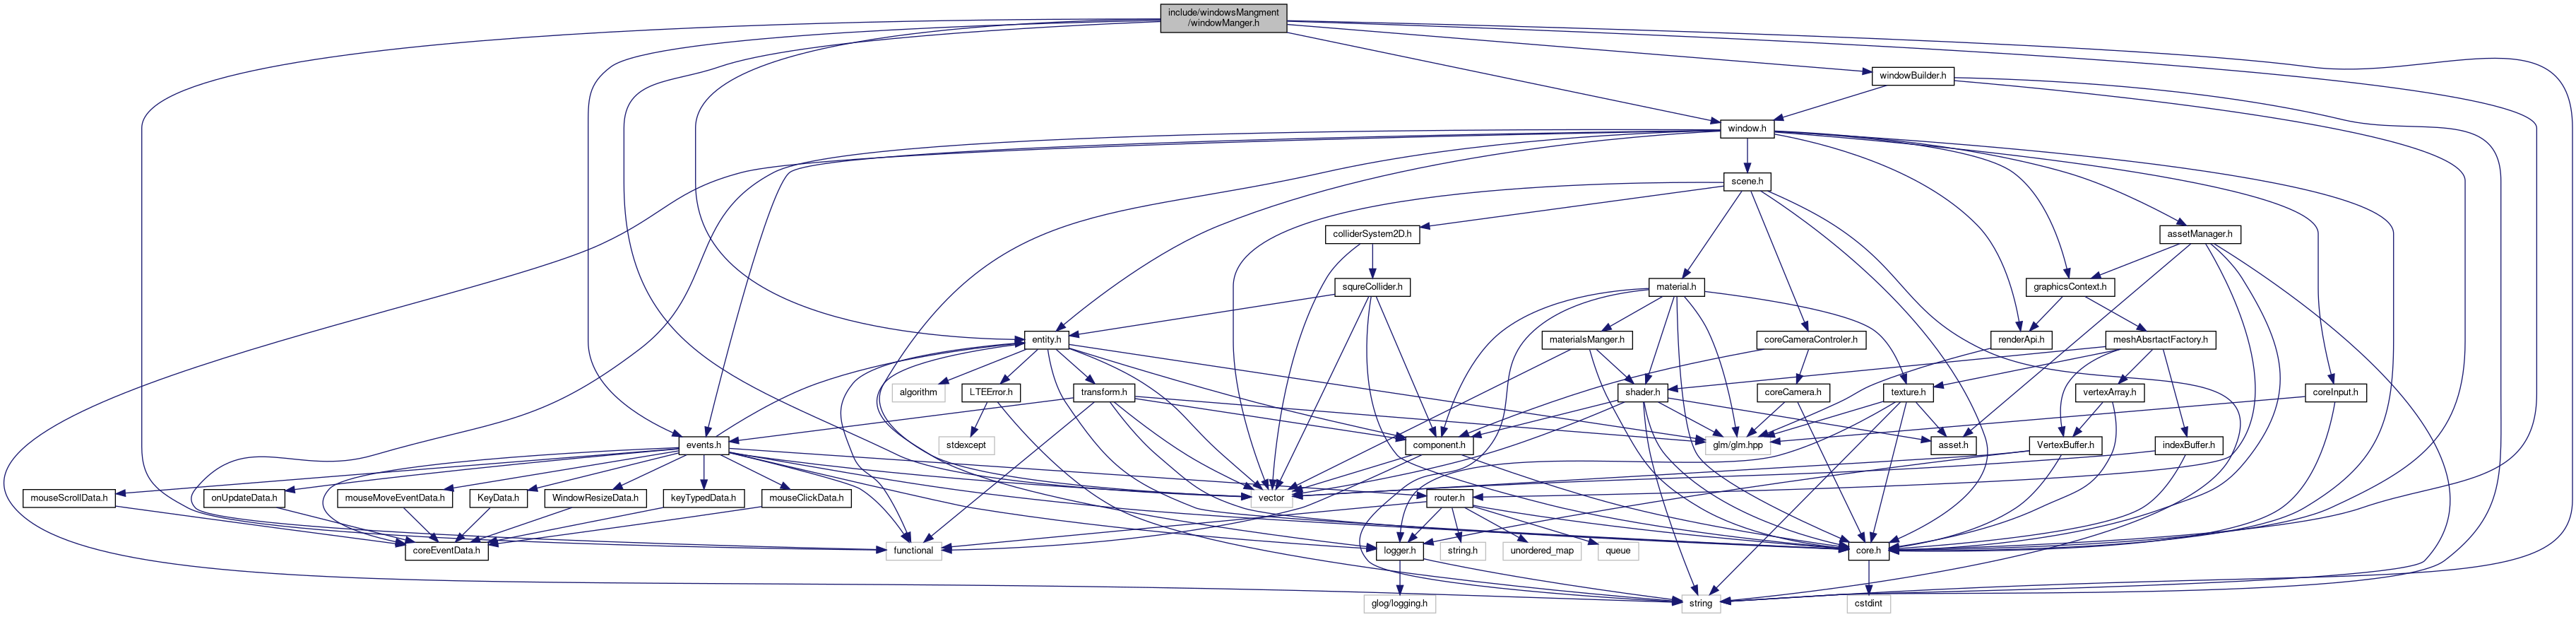 include/windowsMangment
/windowManger.h
windowBuilder.h
window.h
scene.h
colliderSystem2D.h
assetManager.h
squreCollider.h
material.h
graphicsContext.h
entity.h
materialsManger.h
coreCameraControler.h
renderApi.h
meshAbsrtactFactory.h
algorithm
LTEError.h
transform.h
shader.h
coreCamera.h
texture.h
vertexArray.h
coreInput.h
stdexcept
events.h
component.h
glm/glm.hpp
asset.h
VertexBuffer.h
indexBuffer.h
mouseScrollData.h
onUpdateData.h
mouseMoveEventData.h
KeyData.h
WindowResizeData.h
keyTypedData.h
mouseClickData.h
vector
router.h
coreEventData.h
functional
logger.h
string.h
unordered_map
queue
core.h
glog/logging.h
string
cstdint